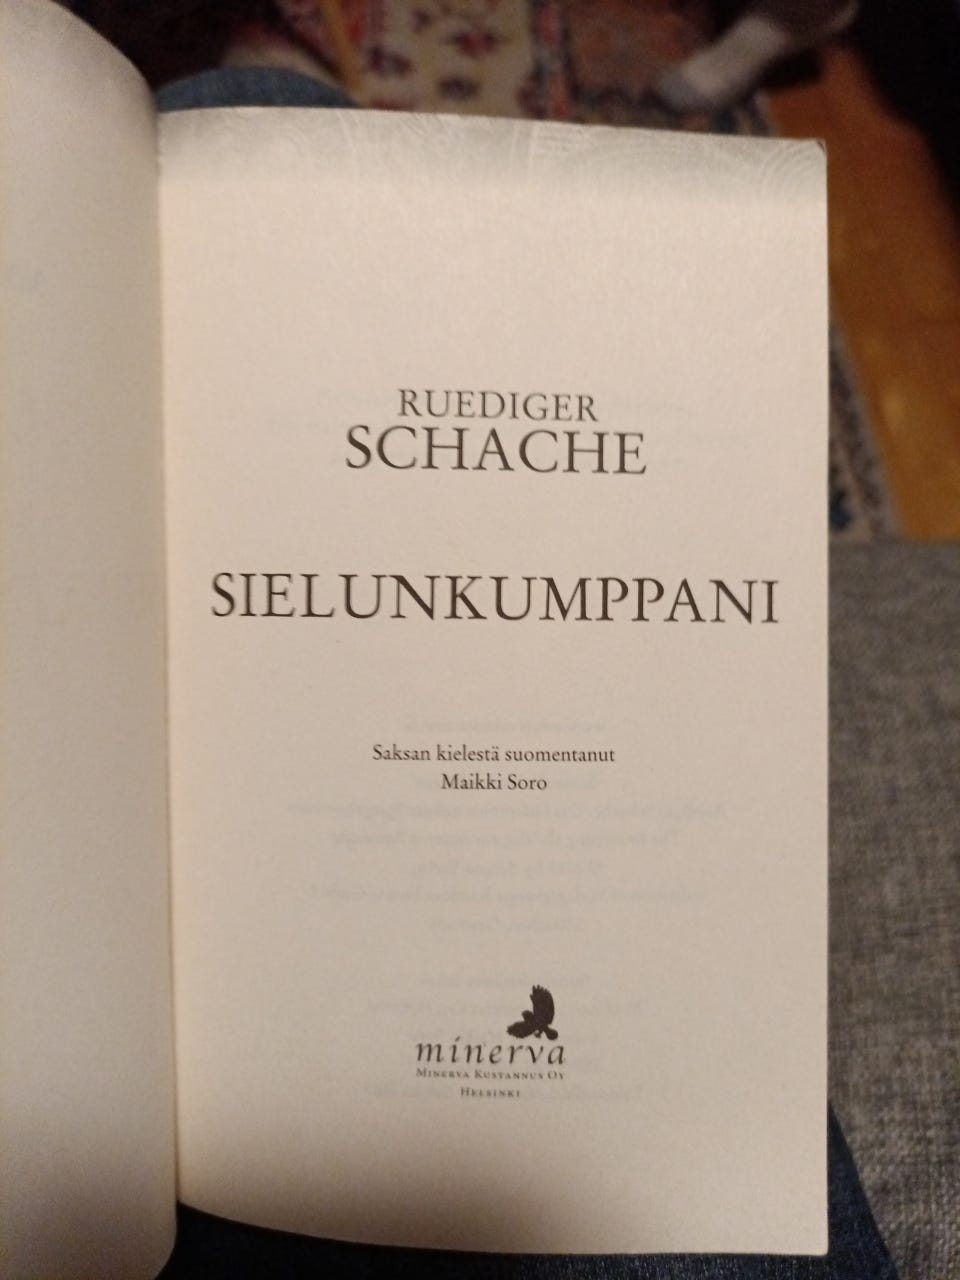 RUEDIGER
SCHACHE
SIELUNKUMPPANI
Saksan kielestä suomentanut
Maikki Soro
minerva
MINERVA KUSTANNUS OY
HELSINKI